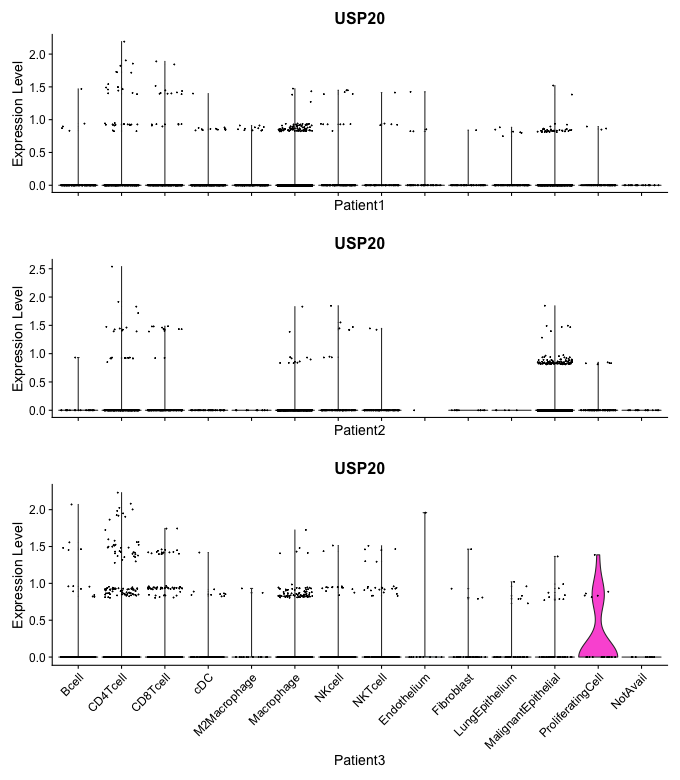 USP20
Expression Level
2.0
1.5
1.0
0.5
0.0
Patient1
USP20
Expression Level
2.5
2.0
1.5
1.0
0.5
0.0
Patient2
USP20
Expression Level
2.0
1.5
1.0
0.5
0.0
Bcell
CD4Tcell
CD8Tcell
cDC
M2Macrophage
Macrophage
NKcell
NKTcell
Endothelium
Fibroblast
LungEpithelium
MalignantEpithelial
ProliferatingCell
NotAvail
Patient3